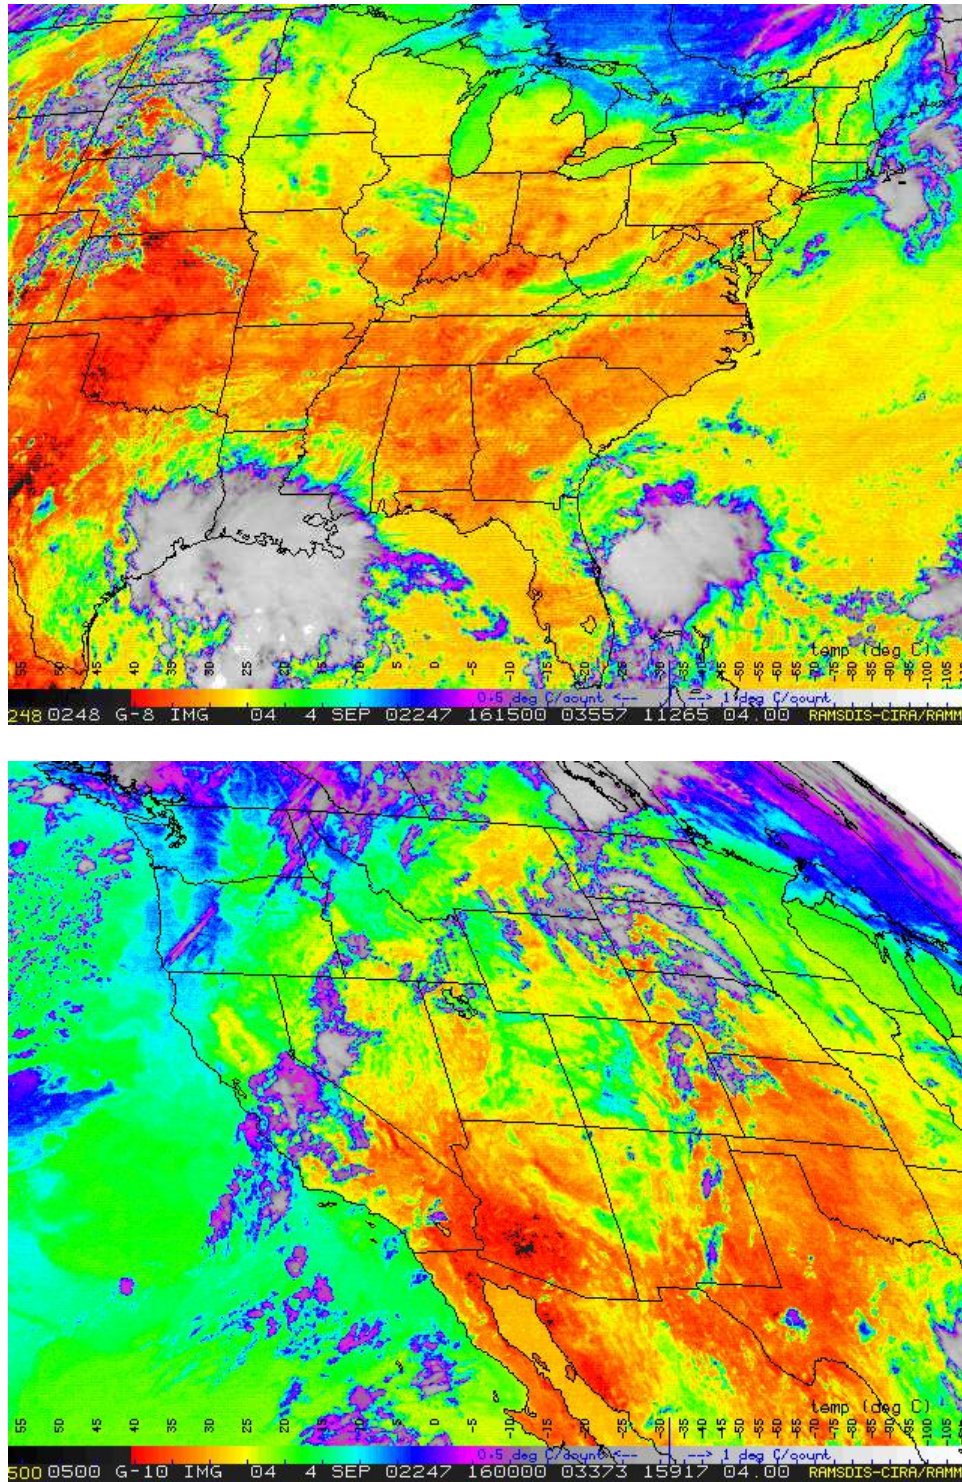 temp (deg C)
55 50 45 40 35 30 25 20 15 10 5 0 -5 -10 -15 -20 -25 -30 -35 -45 -50 -55 -60 -65 -70 -75 -80 -85 -90 -95 -100 -105 -110
0.5 deg C/count <-- --> 1 deg C/count
248 0248 G-8 IMG 04 4 SEP 02247 161500 03557 11265 04.00 RAMSDIS-CIRA/RAMM
temp (deg C)
55 50 45 40 35 30 25 20 15 10 5 0 -5 -10 -15 -20 -25 -30 -35 -45 -50 -55 -60 -65 -70 -75 -80 -85 -90 -95 -100 -105 -110
0.5 deg C/count <-- --> 1 deg C/count
500 0500 G-10 IMG 04 4 SEP 02247 160000 03373 15917 04.00 RAMSDIS-CIRA/RAMM